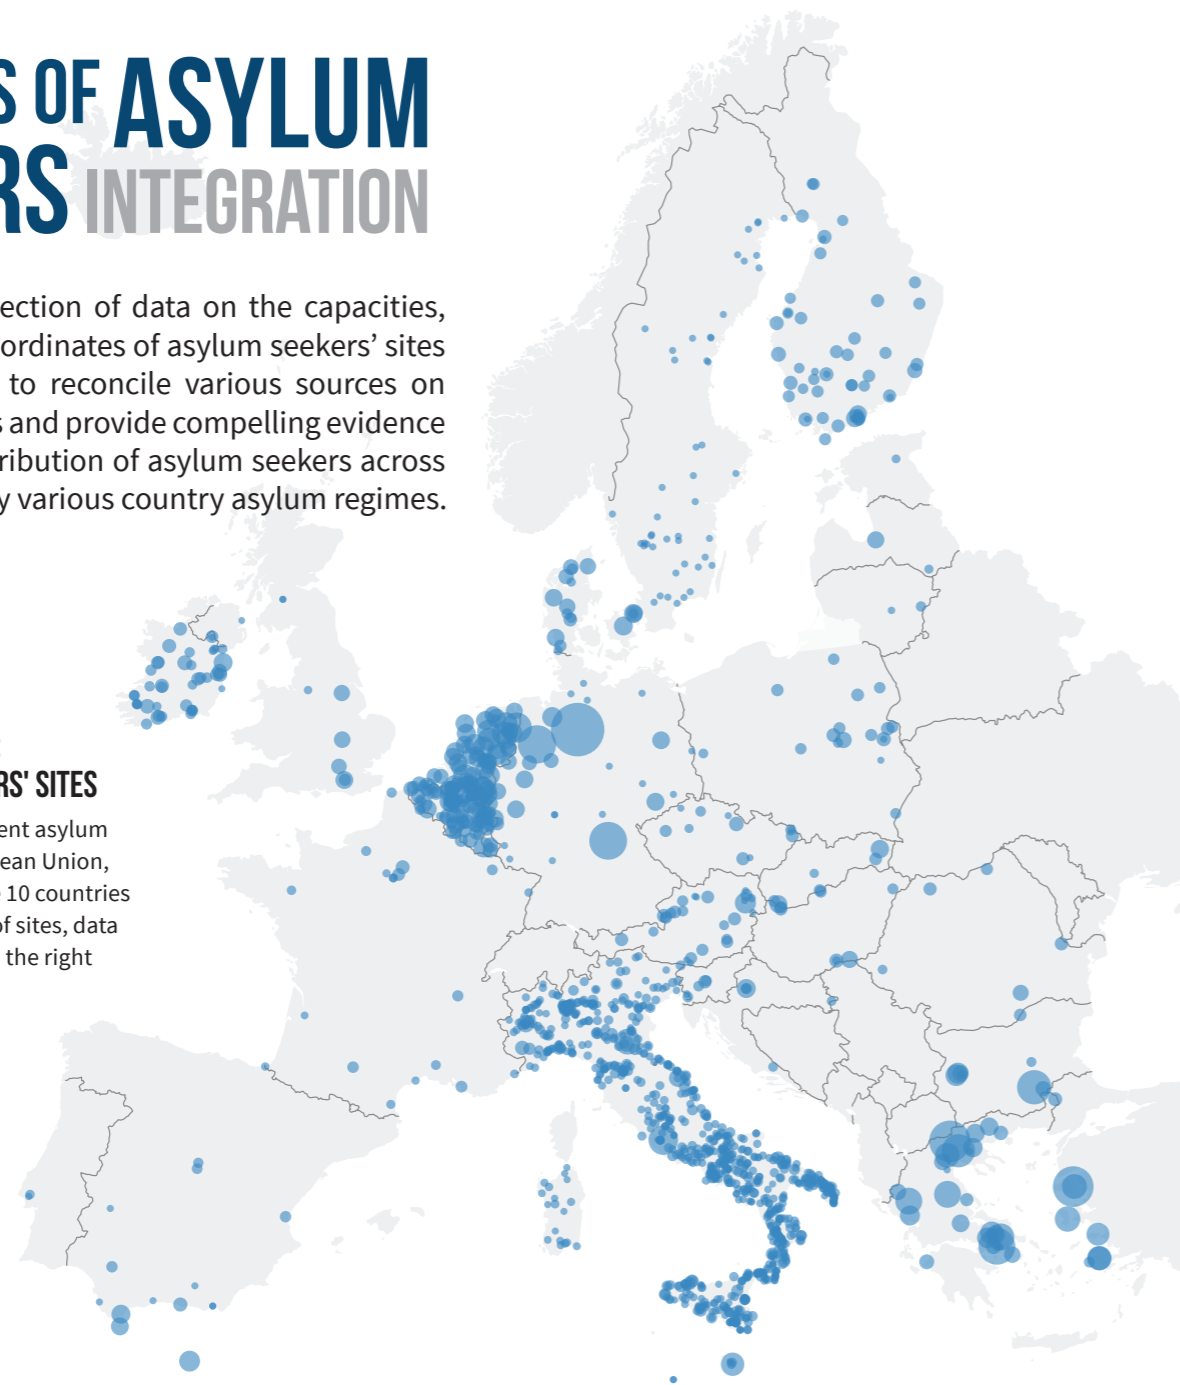 S OF ASYLUM
RS INTEGRATION
ection of data on the capacities,
ordinates of asylum seekers’ sites
to reconcile various sources on
s and provide compelling evidence
ribution of asylum seekers across
y various country asylum regimes.
RS' SITES
ent asylum
ean Union,
10 countries
of sites, data
the right